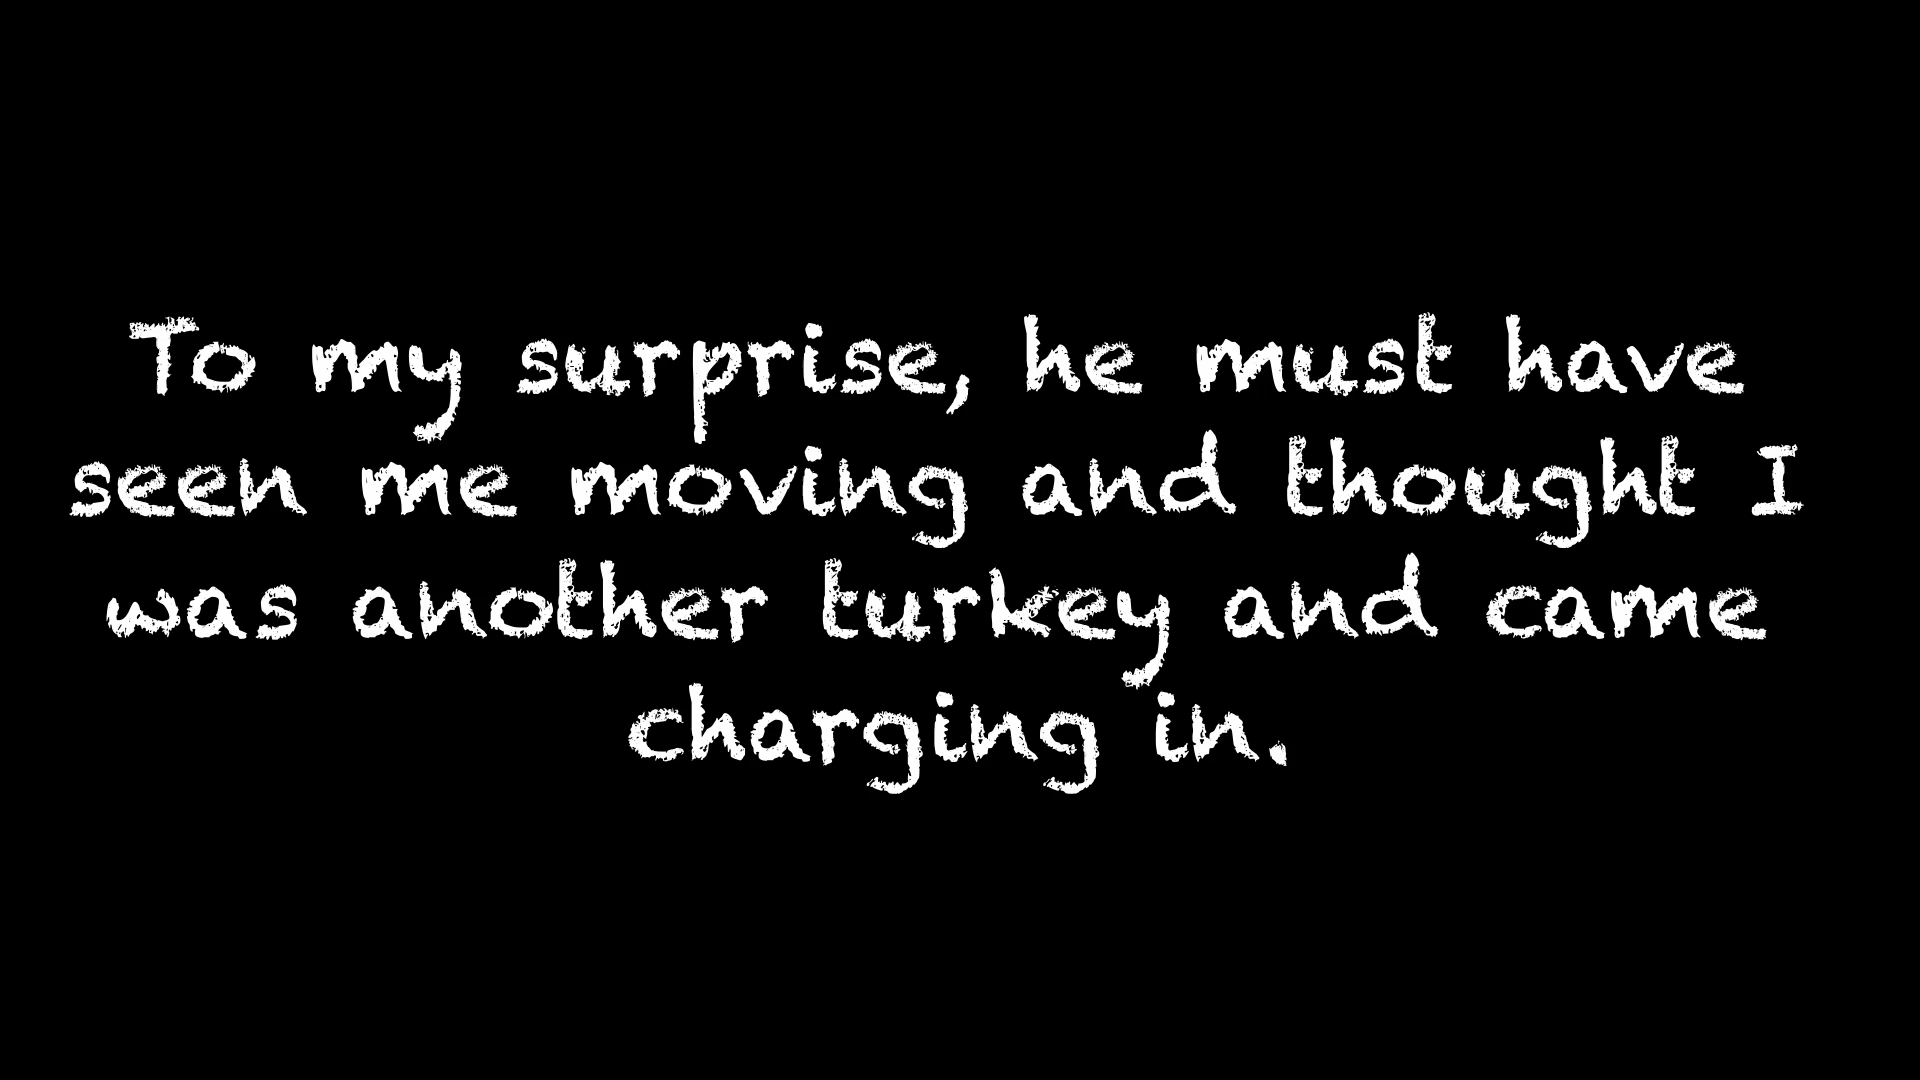 To my surprise, he must have
seen me moving and thought I
was another turkey and came
charging in.